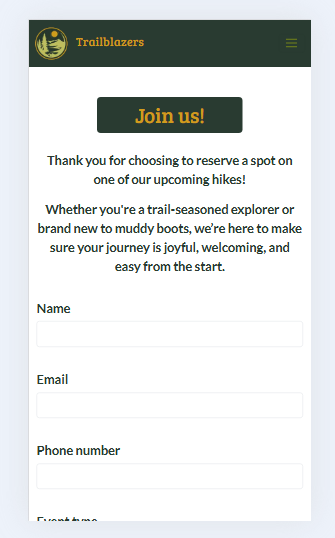 Trailblazers
Join us!
Thank you for choosing to reserve a spot on
one of our upcoming hikes!
Whether you're a trail-seasoned explorer or
brand new to muddy boots, we’re here to make
sure your journey is joyful, welcoming, and
easy from the start.
Name
Email
Phone number
Event type